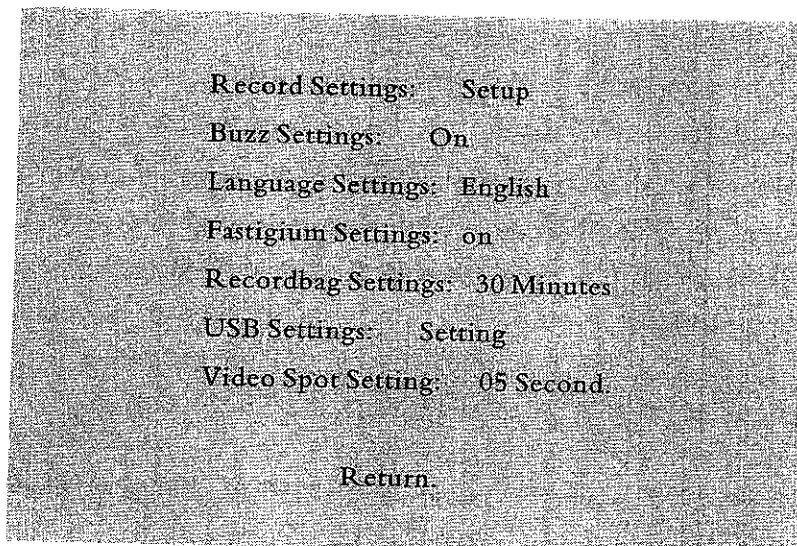 Record Settings: Setup
Buzz Settings: On
Language Settings: English
Fastigium Settings: on
Recordbag Settings: 30 Minutes
USB Settings: Setting
Video Spot Setting: 05 Second.
Return.